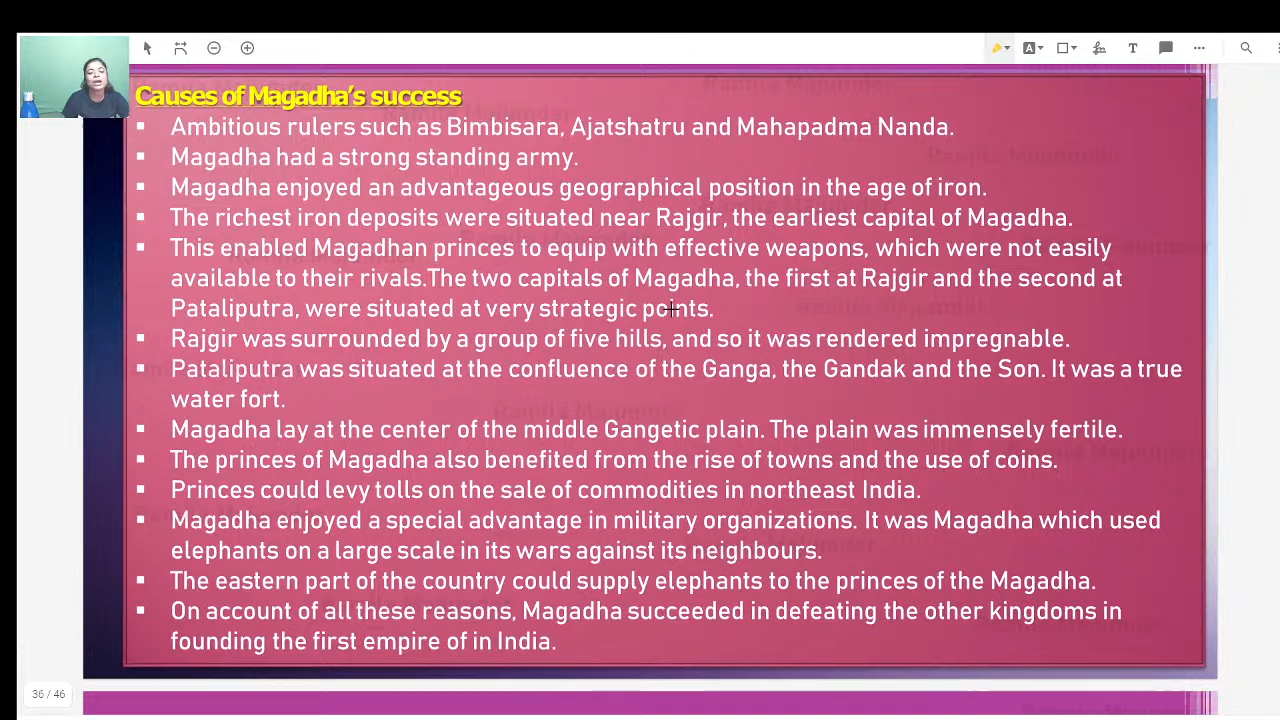 Causes of Magadha's success
▪ Ambitious rulers such as Bimbisara, Ajatshatru and Mahapadma Nanda.
▪ Magadha had a strong standing army.
▪ Magadha enjoyed an advantageous geographical position in the age of iron.
▪ The richest iron deposits were situated near Rajgir, the earliest capital of Magadha.
▪ This enabled Magadhan princes to equip with effective weapons, which were not easily
available to their rivals.The two capitals of Magadha, the first at Rajgir and the second at
Pataliputra, were situated at very strategic points.
▪ Rajgir was surrounded by a group of five hills, and so it was rendered impregnable.
▪ Pataliputra was situated at the confluence of the Ganga, the Gandak and the Son. It was a true
water fort.
▪ Magadha lay at the center of the middle Gangetic plain. The plain was immensely fertile.
▪ The princes of Magadha also benefited from the rise of towns and the use of coins.
▪ Princes could levy tolls on the sale of commodities in northeast India.
▪ Magadha enjoyed a special advantage in military organizations. It was Magadha which used
elephants on a large scale in its wars against its neighbours.
▪ The eastern part of the country could supply elephants to the princes of the Magadha.
▪ On account of all these reasons, Magadha succeeded in defeating the other kingdoms in
founding the first empire of in India.
36 / 46